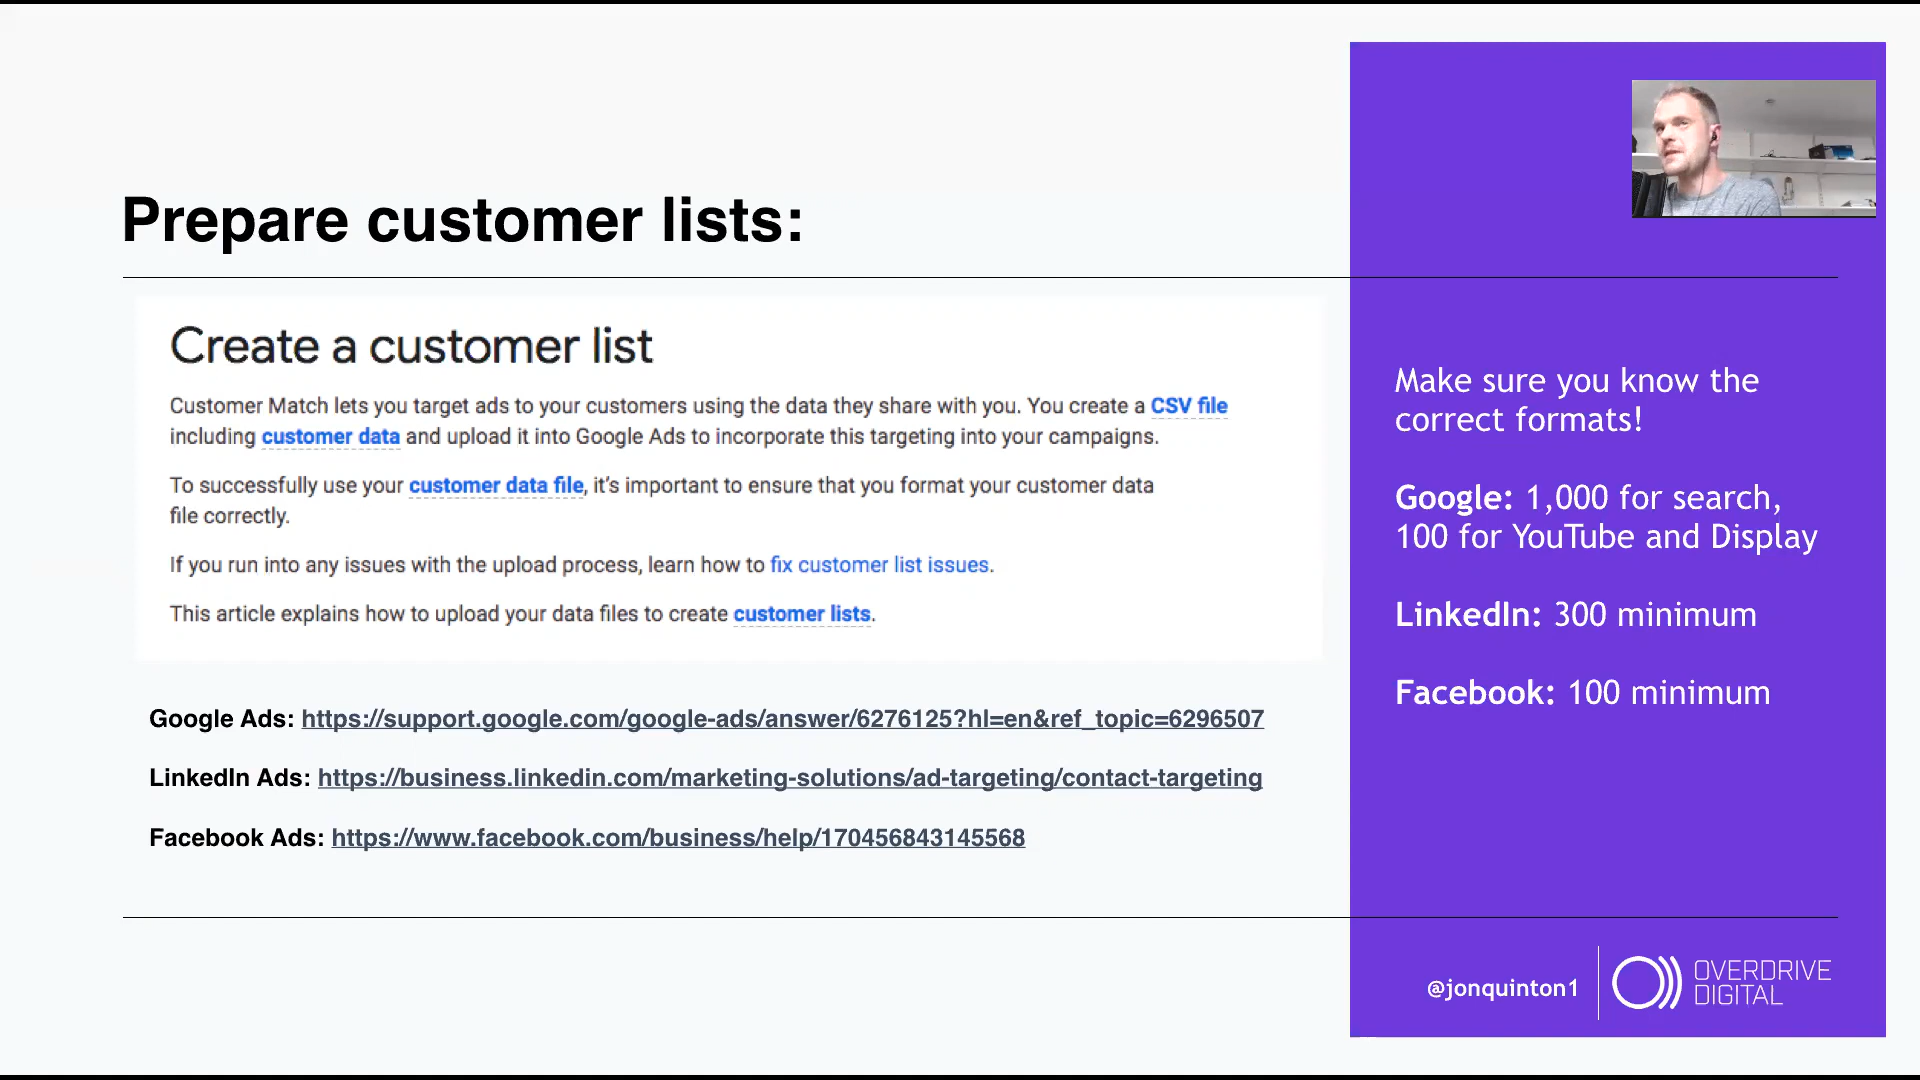 Prepare customer lists:
Create a customer list
Customer Match lets you target ads to your customers using the data they share with you. You create a CSV file
including customer data and upload it into Google Ads to incorporate this targeting into your campaigns.
To successfully use your customer data file, it's important to ensure that you format your customer data
file correctly.
If you run into any issues with the upload process, learn how to fix customer list issues.
This article explains how to upload your data files to create customer lists.
Google Ads: https://support.google.com/google-ads/answer/6276125?hl=en&ref_topic=6296507
LinkedIn Ads: https://business.linkedin.com/marketing-solutions/ad-targeting/contact-targeting
Facebook Ads: https://www.facebook.com/business/help/170456843145568
Make sure you know the
correct formats!
Google: 1,000 for search,
100 for YouTube and Display
LinkedIn: 300 minimum
Facebook: 100 minimum
@jonquinton1
OVERDRIVE
DIGITAL